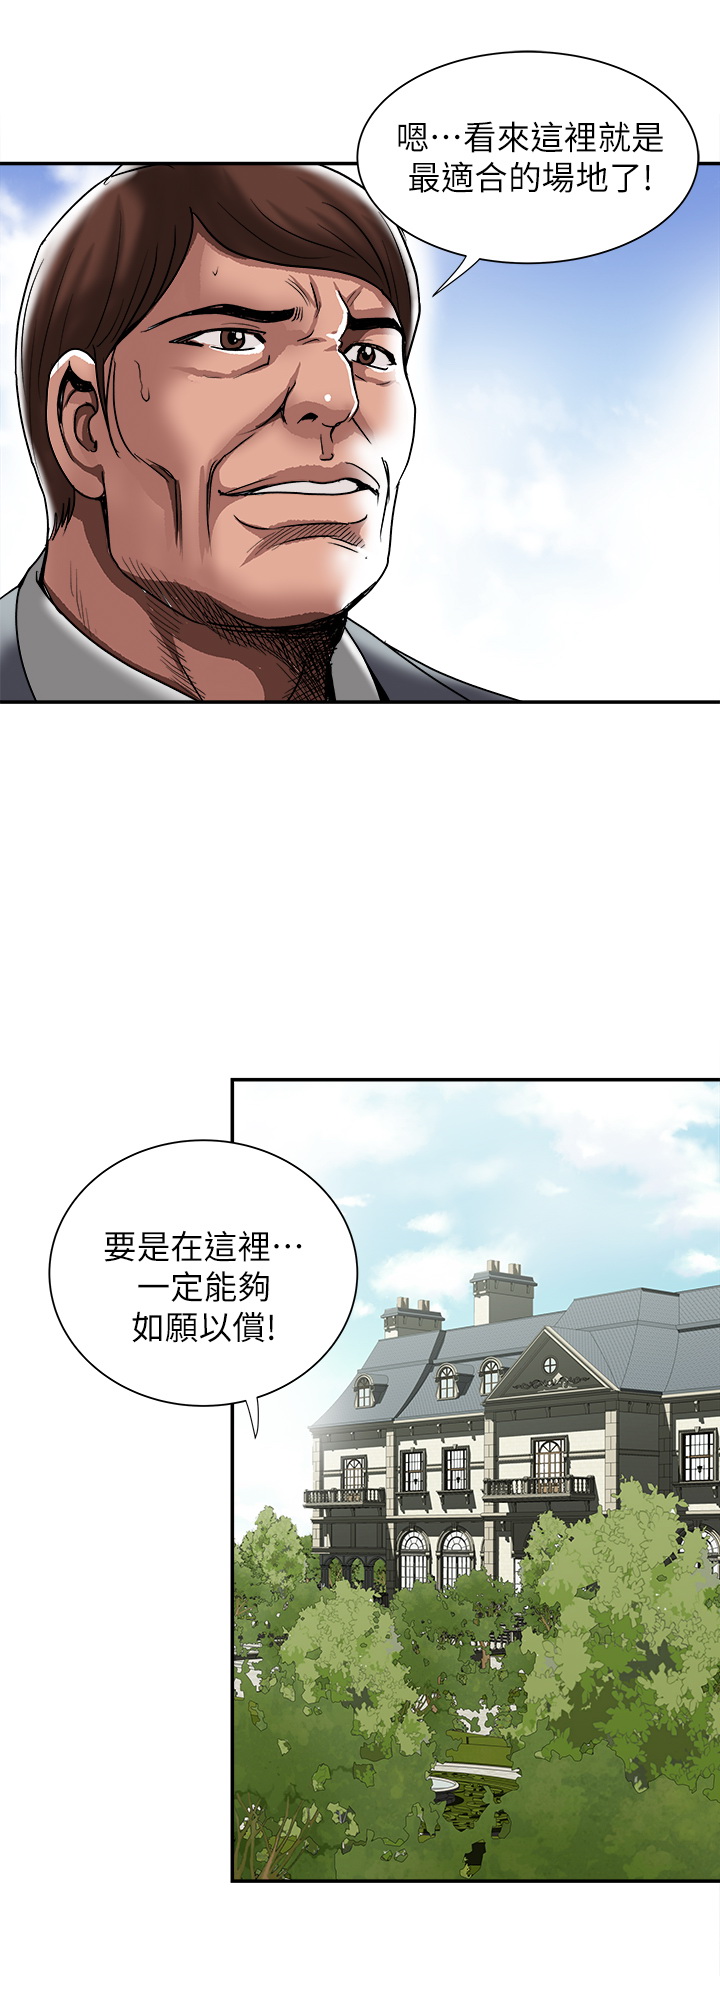 嗯⋯看來這裡就是
最適合的場地了!
要是在這裡⋯
一定能夠
如願以償!